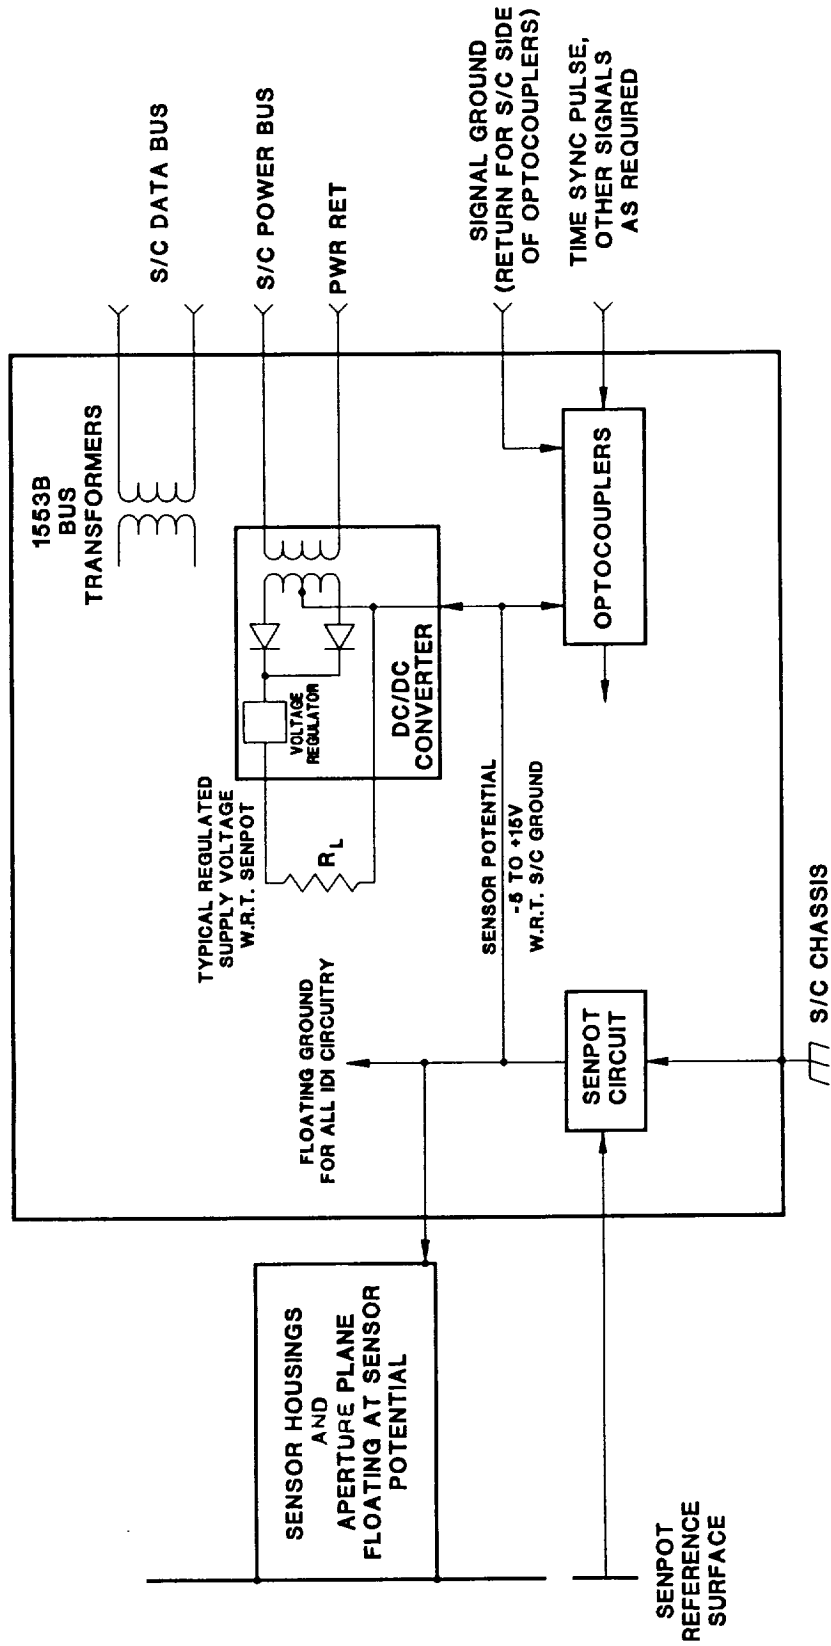 1553B
BUS
TRANSFORMERS
S/C DATA BUS
S/C POWER BUS
PWR RET
SIGNAL GROUND
(RETURN FOR S/C SIDE
OF OPTOCOUPLERS)
TIME SYNC PULSE,
OTHER SIGNALS
AS REQUIRED
TYPICAL REGULATED
SUPPLY VOLTAGE
W.R.T. SENPOT
VOLTAGE
REGULATOR
DC/DC
CONVERTER
RL
OPTOCOUPLERS
FLOATING GROUND
FOR ALL IDI CIRCUITRY
SENSOR POTENTIAL
-5 TO +15V
W.R.T. S/C GROUND
SENPOT
CIRCUIT
S/C CHASSIS
SENSOR HOUSINGS
AND
APERTURE PLANE
FLOATING AT SENSOR
POTENTIAL
SENPOT
REFERENCE
SURFACE